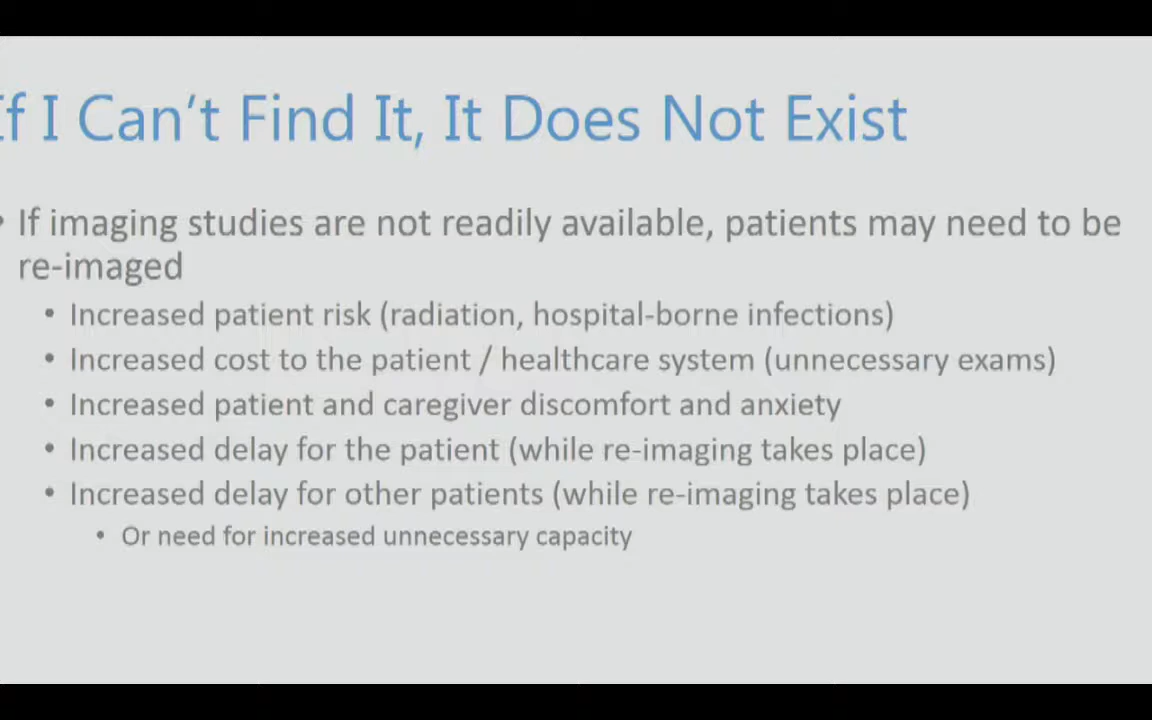 If I Can't Find It, It Does Not Exist
• If imaging studies are not readily available, patients may need to be
re-imaged
• Increased patient risk (radiation, hospital-borne infections)
• Increased cost to the patient / healthcare system (unnecessary exams)
• Increased patient and caregiver discomfort and anxiety
• Increased delay for the patient (while re-imaging takes place)
• Increased delay for other patients (while re-imaging takes place)
• Or need for increased unnecessary capacity